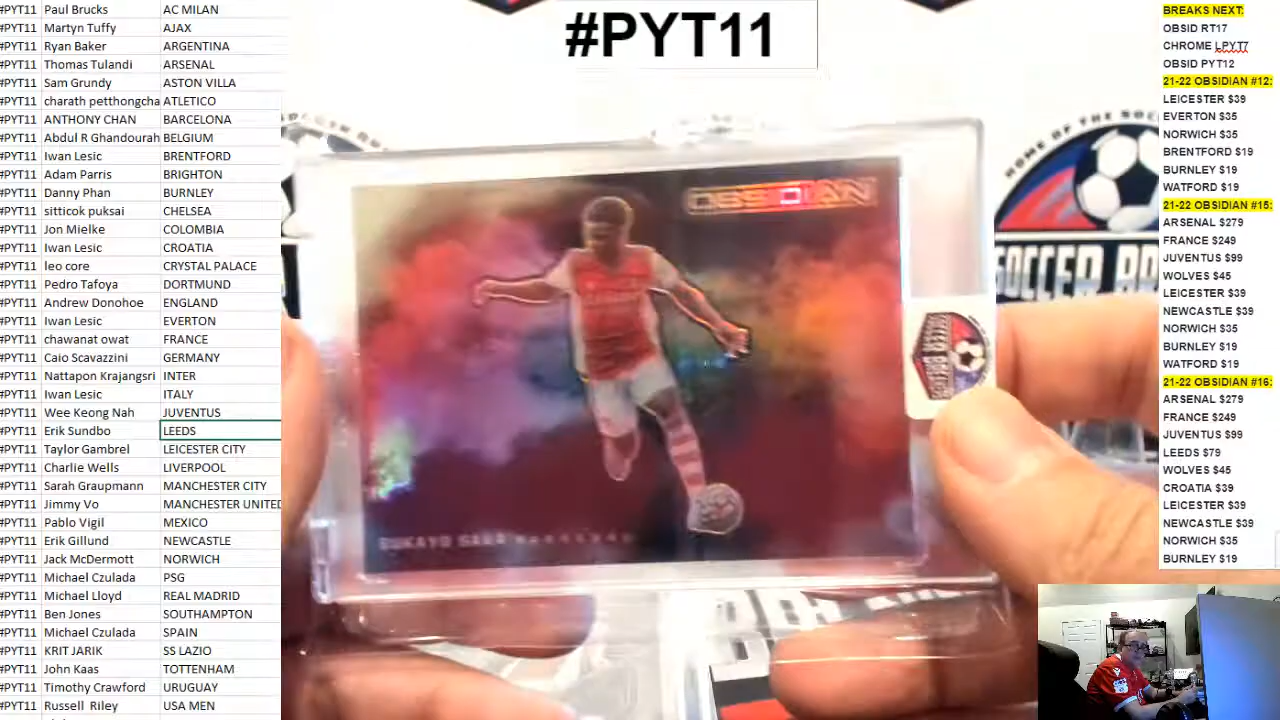 #PYT11
#PYT11 Paul Brucks AC MILAN
#PYT11 Martyn Tuffy AJAX
#PYT11 Ryan Baker ARGENTINA
#PYT11 Thomas Tulandi ARSENAL
#PYT11 Sam Grundy ASTON VILLA
#PYT11 charath petthongcha ATLETICO
#PYT11 ANTHONY CHAN BARCELONA
#PYT11 Abdul R Ghandourah BELGIUM
#PYT11 Iwan Lesic BRENTFORD
#PYT11 Adam Parris BRIGHTON
#PYT11 Danny Phan BURNLEY
#PYT11 sitticok puksai CHELSEA
#PYT11 Jon Mielke COLOMBIA
#PYT11 Iwan Lesic CROATIA
#PYT11 leo core CRYSTAL PALACE
#PYT11 Pedro Tafoya DORTMUND
#PYT11 Andrew Donohoe ENGLAND
#PYT11 Iwan Lesic EVERTON
#PYT11 chawanat owat FRANCE
#PYT11 Caio Scavazzini GERMANY
#PYT11 Nattapon Krajangsri INTER
#PYT11 Iwan Lesic ITALY
#PYT11 Wee Keong Nah JUVENTUS
#PYT11 Erik Sundbo LEEDS
#PYT11 Taylor Gambrel LEICESTER CITY
#PYT11 Charlie Wells LIVERPOOL
#PYT11 Sarah Graupmann MANCHESTER CITY
#PYT11 Jimmy Vo MANCHESTER UNITED
#PYT11 Pablo Vigil MEXICO
#PYT11 Erik Gillund NEWCASTLE
#PYT11 Jack McDermott NORWICH
#PYT11 Michael Czulada PSG
#PYT11 Michael Lloyd REAL MADRID
#PYT11 Ben Jones SOUTHAMPTON
#PYT11 Michael Czulada SPAIN
#PYT11 KRIT JARIK SS LAZIO
#PYT11 John Kaas TOTTENHAM
#PYT11 Timothy Crawford URUGUAY
#PYT11 Russell Riley USA MEN
OBSIDIAN
BUKAYO SAKA
HOME OF THE SOC
SOCCER BR
BREAKS NEXT:
OBSID RT17
CHROME LPYT7
OBSID PYT12
21-22 OBSIDIAN #12:
LEICESTER $39
EVERTON $35
NORWICH $35
BRENTFORD $19
BURNLEY $19
WATFORD $19
21-22 OBSIDIAN #15:
ARSENAL $279
FRANCE $249
JUVENTUS $99
WOLVES $45
LEICESTER $39
NEWCASTLE $39
NORWICH $35
BURNLEY $19
WATFORD $19
21-22 OBSIDIAN #16:
ARSENAL $279
FRANCE $249
JUVENTUS $99
LEEDS $79
WOLVES $45
CROATIA $39
LEICESTER $39
NEWCASTLE $39
NORWICH $35
BURNLEY $19